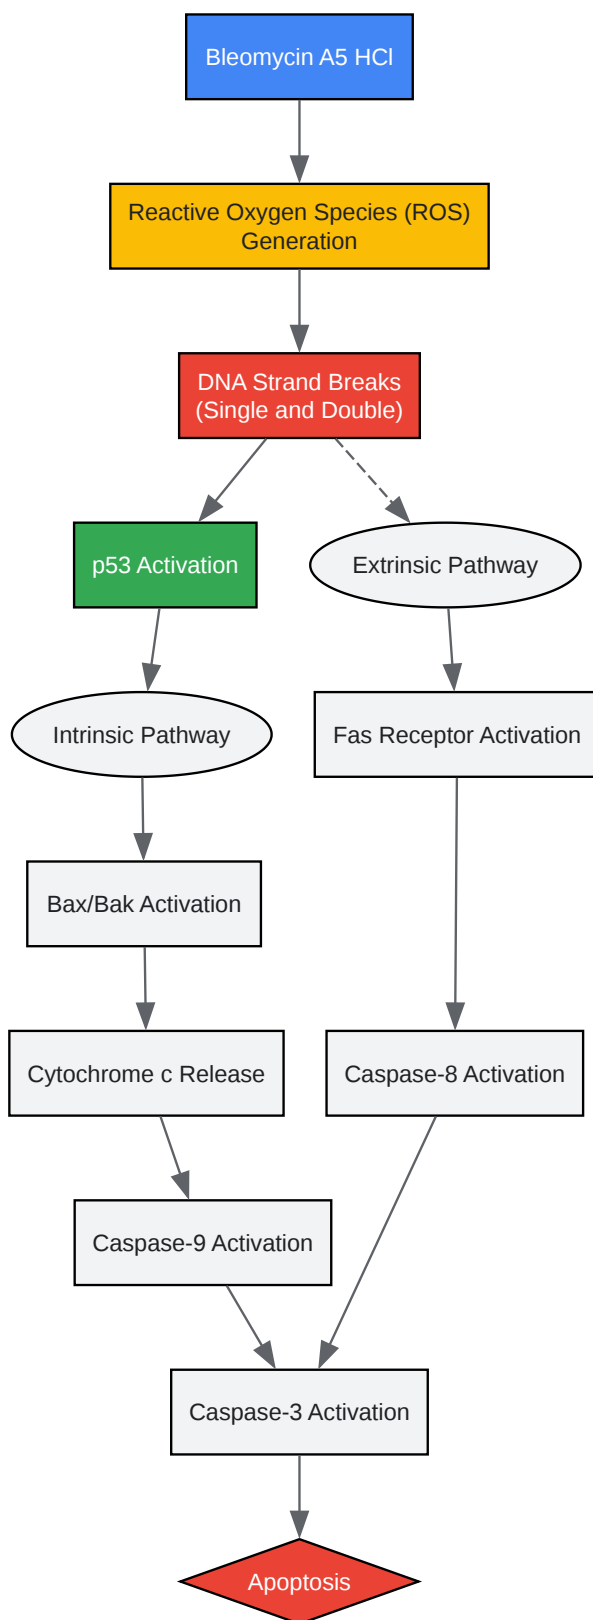 Bleomycin A5 HCl
Reactive Oxygen Species (ROS)
Generation
DNA Strand Breaks
(Single and Double)
p53 Activation
Extrinsic Pathway
Intrinsic Pathway
Fas Receptor Activation
Bax/Bak Activation
Cytochrome c Release
Caspase-8 Activation
Caspase-9 Activation
Caspase-3 Activation
Apoptosis